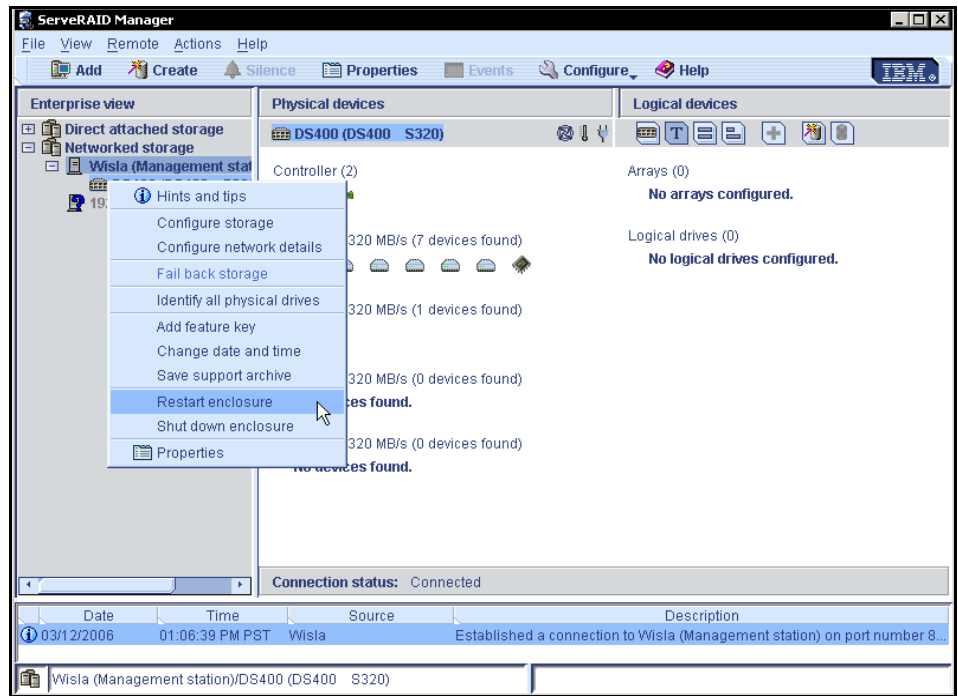 ServeRAID Manager
File View Remote Actions Help
Add Create Silence Properties Events Configure Help IBM
Enterprise view
Direct attached storage
Networked storage
Wisla (Management stat
19
Hints and tips
Configure storage
Configure network details
Fail back storage
Identify all physical drives
Add feature key
Change date and time
Save support archive
Restart enclosure
Shut down enclosure
Properties
Physical devices
DS400 (DS400 S320)
Controller (2)
320 MB/s (7 devices found)
320 MB/s (1 devices found)
320 MB/s (0 devices found)
ces found.
320 MB/s (0 devices found)
No devices found.
Logical devices
T
Arrays (0)
No arrays configured.
Logical drives (0)
No logical drives configured.
Connection status: Connected
Date Time Source Description
03/12/2006 01:06:39 PM PST Wisla Established a connection to Wisla (Management station) on port number 8...
Wisla (Management station)/DS400 (DS400 S320)